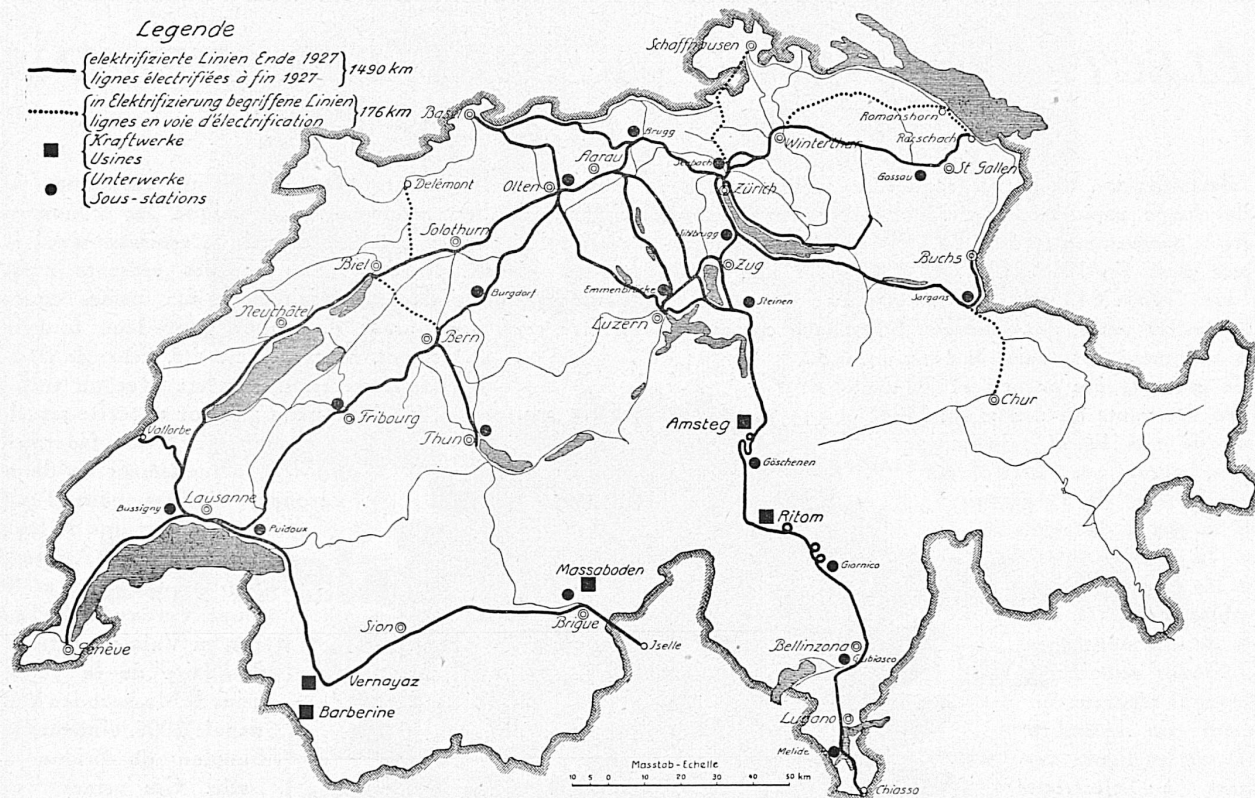 Legende
elektrifizierte Linien Ende 1927
lignes électrifiées à fin 1927
1490 km
in Elektrifizierung begriffene Linien
lignes en voie d'électrification
176 km
Kraftwerke
Usines
Unterwerke
Sous-stations
Schaffhausen
Basel
Brugg
Romanshorn
Rorschach
Winterthur
Aarau
Seebach
Gossau
St Gallen
Delémont
Olten
Zürich
Solothurn
Sihlbrugg
Biel
Zug
Buchs
Burgdorf
Emmenbrücke
Steinen
Sargans
Neuchâtel
Luzern
Bern
Chur
Fribourg
Amsteg
Vallorbe
Thun
Göschenen
Lausanne
Bussigny
Puidoux
Ritom
Giornico
Massaboden
Sion
Brigue
Iselle
Genève
Bellinzona
Giubiasco
Vernayaz
Barberine
Lugano
Melide
Masstab - Echelle
10 5 0 10 20 30 40 50 km
Chiasso